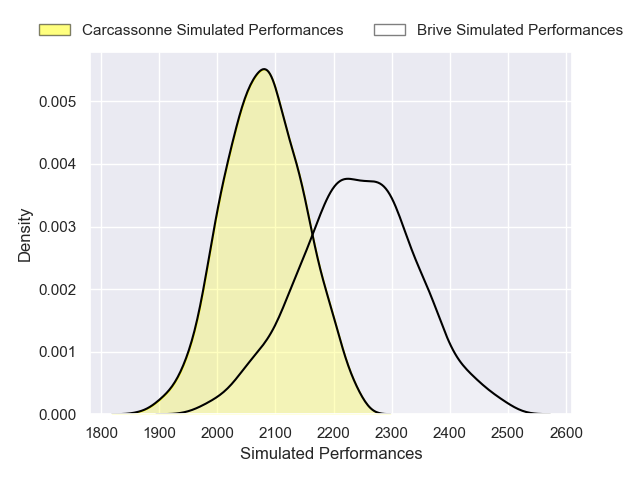 Carcassonne Simulated Performances Brive Simulated Performances
0.005
0.004
0.003
0.002
0.001
0.000
Density
1800 1900 2000 2100 2200 2300 2400 2500 2600
Simulated Performances